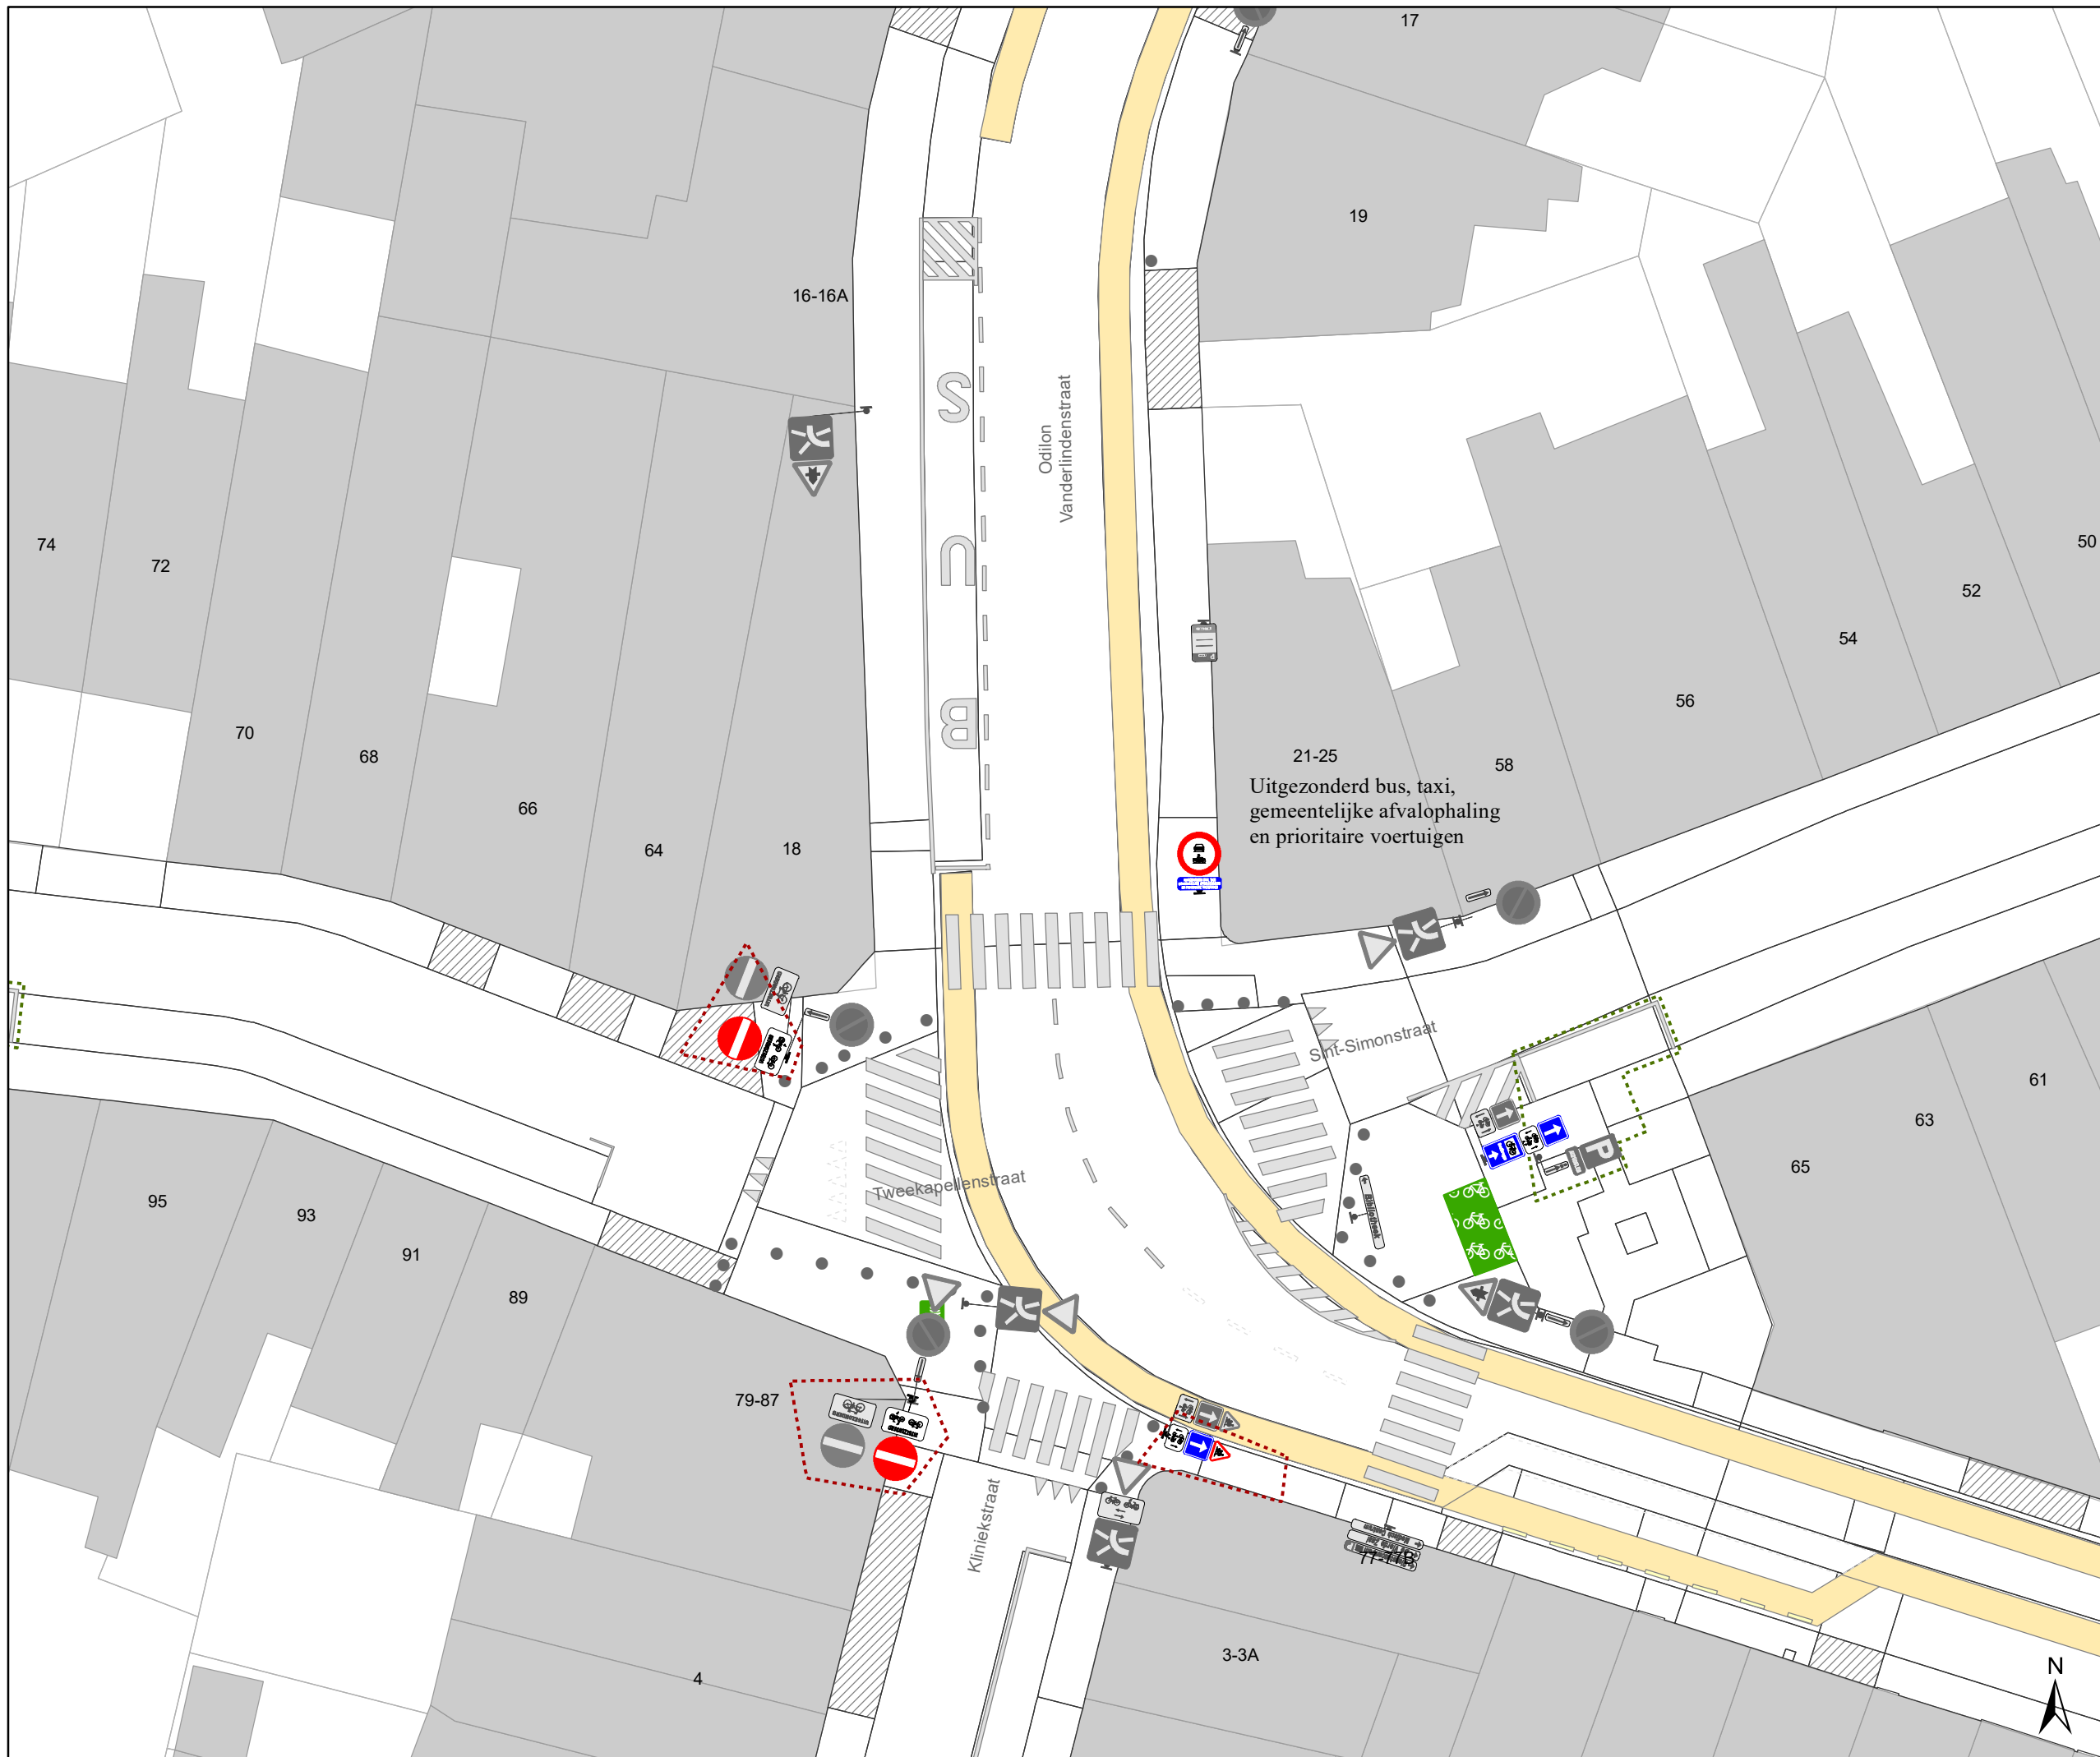 17
19
16-16A
S
U
B
Odilon
Vanderlindenstraat
74
72
70
68
66
64
18
50
52
54
56
58
21-25
Uitgezonderd bus, taxi,
gemeentelijke afvalophaling
en prioritaire voertuigen
Sint-Simonstraat
61
63
65
P
Bibliotheek
Tweekapellenstraat
95
93
91
89
79-87
Kliniekstraat
77-77B
3-3A
4
N